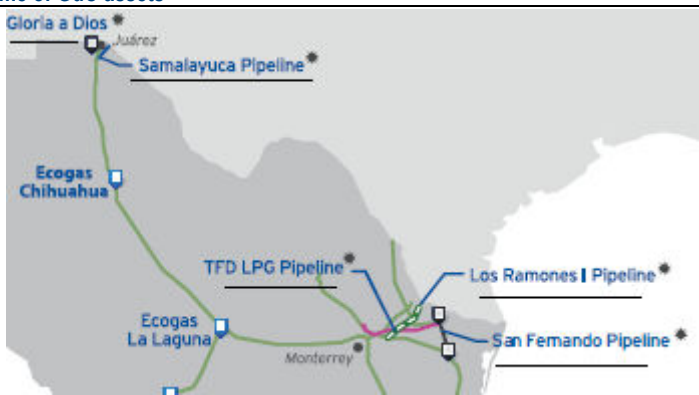 Gloria a Dios *
Juárez
Samalayuca Pipeline *
Ecogas
Chihuahua
TFD LPG Pipeline *
Los Ramones I Pipeline *
Ecogas
La Laguna
San Fernando Pipeline *
Monterrey